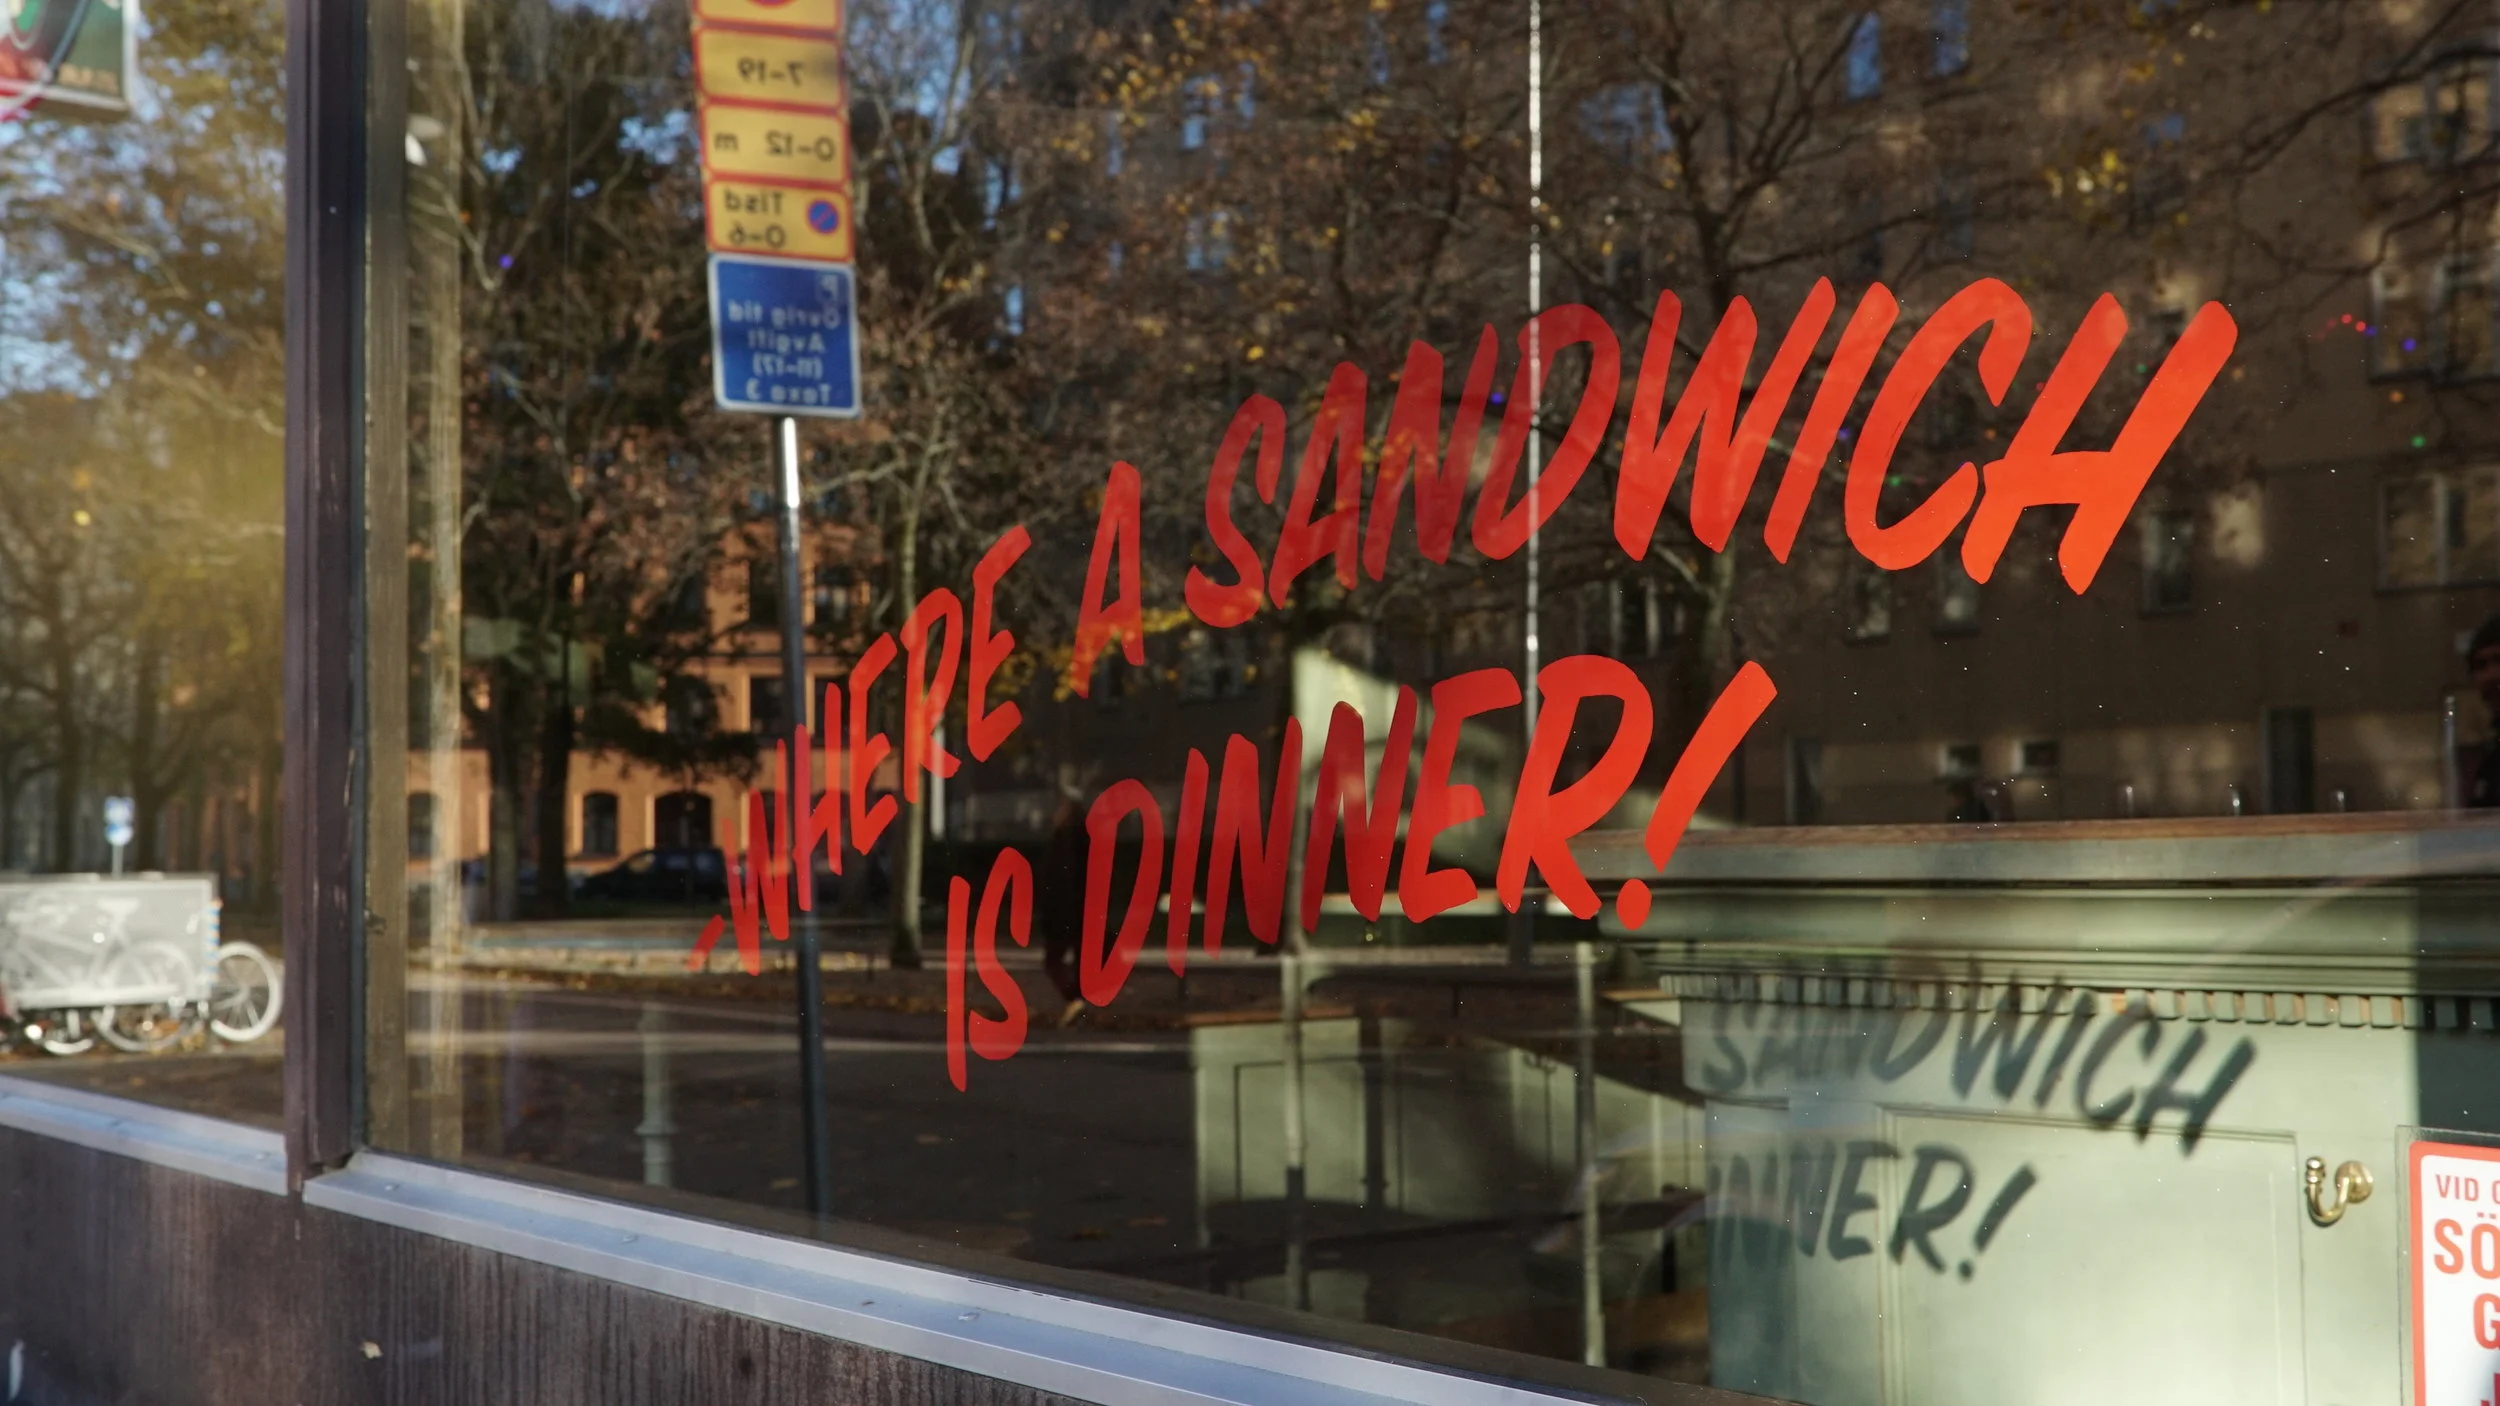 7-19
0-12 m
Tisd
0-6
P
Övrig tid
Avgift
(11-17)
Taxa 3
-WHERE A SANDWICH
IS DINNER!
SANDWICH
NNER!
VID
SÖ
G